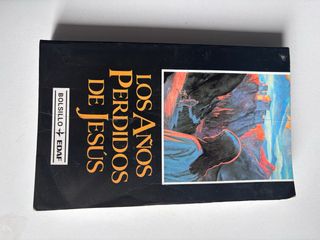 LOS AÑOS
PERDIDOS
DE JESÚS
BOLSILLO + EDAF